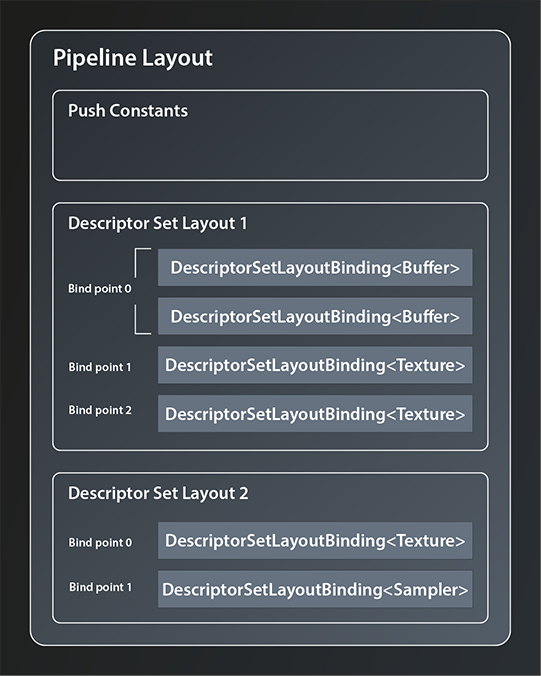 Pipeline Layout
Push Constants
Descriptor Set Layout 1
DescriptorSetLayoutBinding<Buffer>
Bind point 0
DescriptorSetLayoutBinding<Buffer>
Bind point 1
DescriptorSetLayoutBinding<Texture>
Bind point 2
DescriptorSetLayoutBinding<Texture>
Descriptor Set Layout 2
Bind point 0
DescriptorSetLayoutBinding<Texture>
Bind point 1
DescriptorSetLayoutBinding<Sampler>